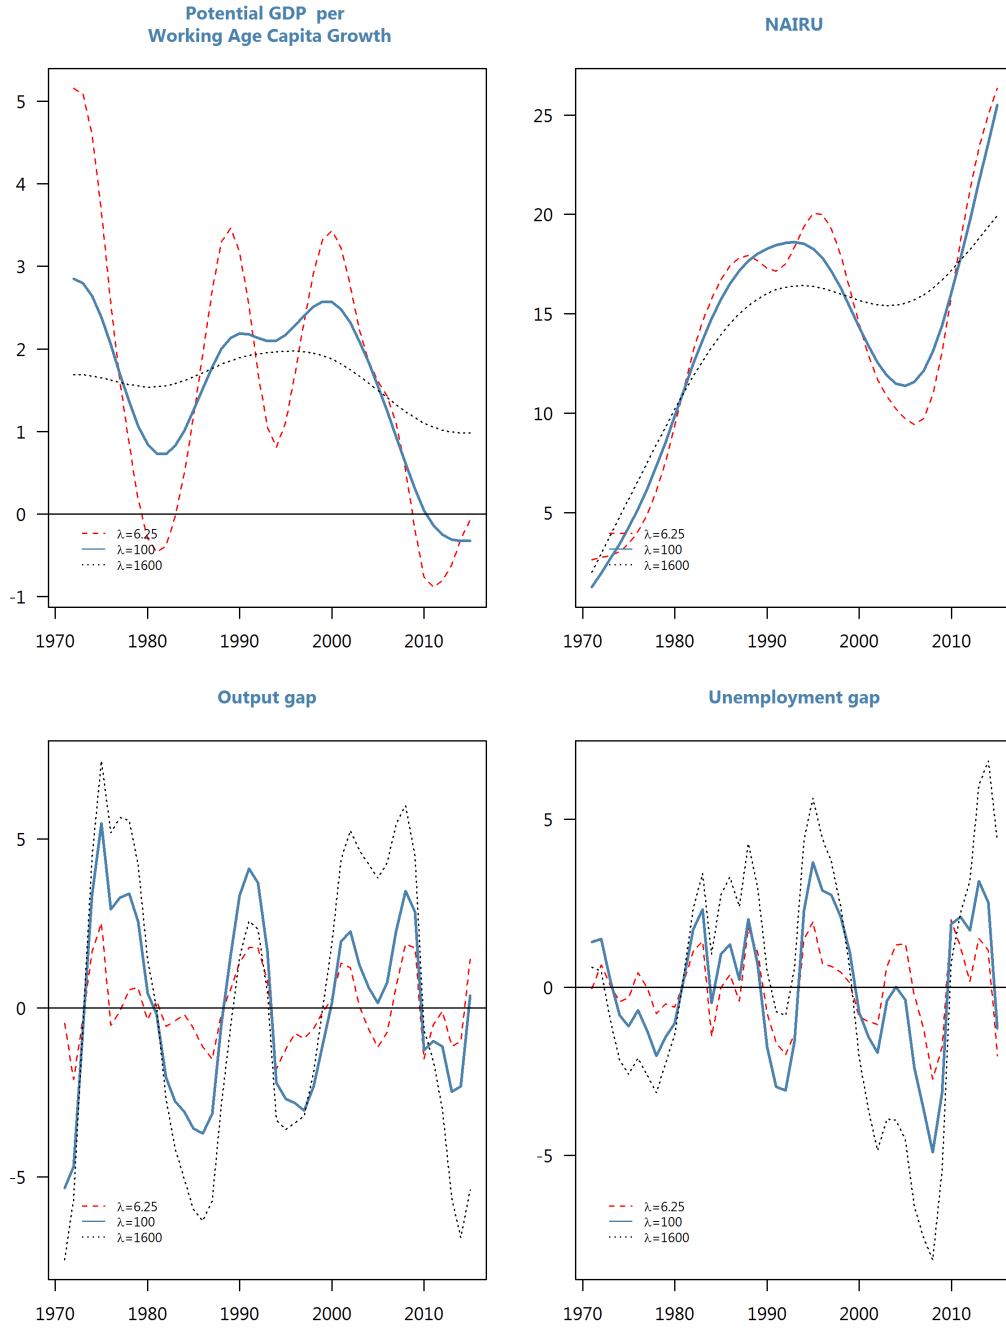 Potential GDP per
Working Age Capita Growth
5
4
3
2
1
0
-1
λ=6.25
λ=100
λ=1600
1970 1980 1990 2000 2010
NAIRU
25
20
15
10
5
λ=6.25
λ=100
λ=1600
1970 1980 1990 2000 2010
Output gap
5
0
-5
λ=6.25
λ=100
λ=1600
1970 1980 1990 2000 2010
Unemployment gap
5
0
-5
λ=6.25
λ=100
λ=1600
1970 1980 1990 2000 2010